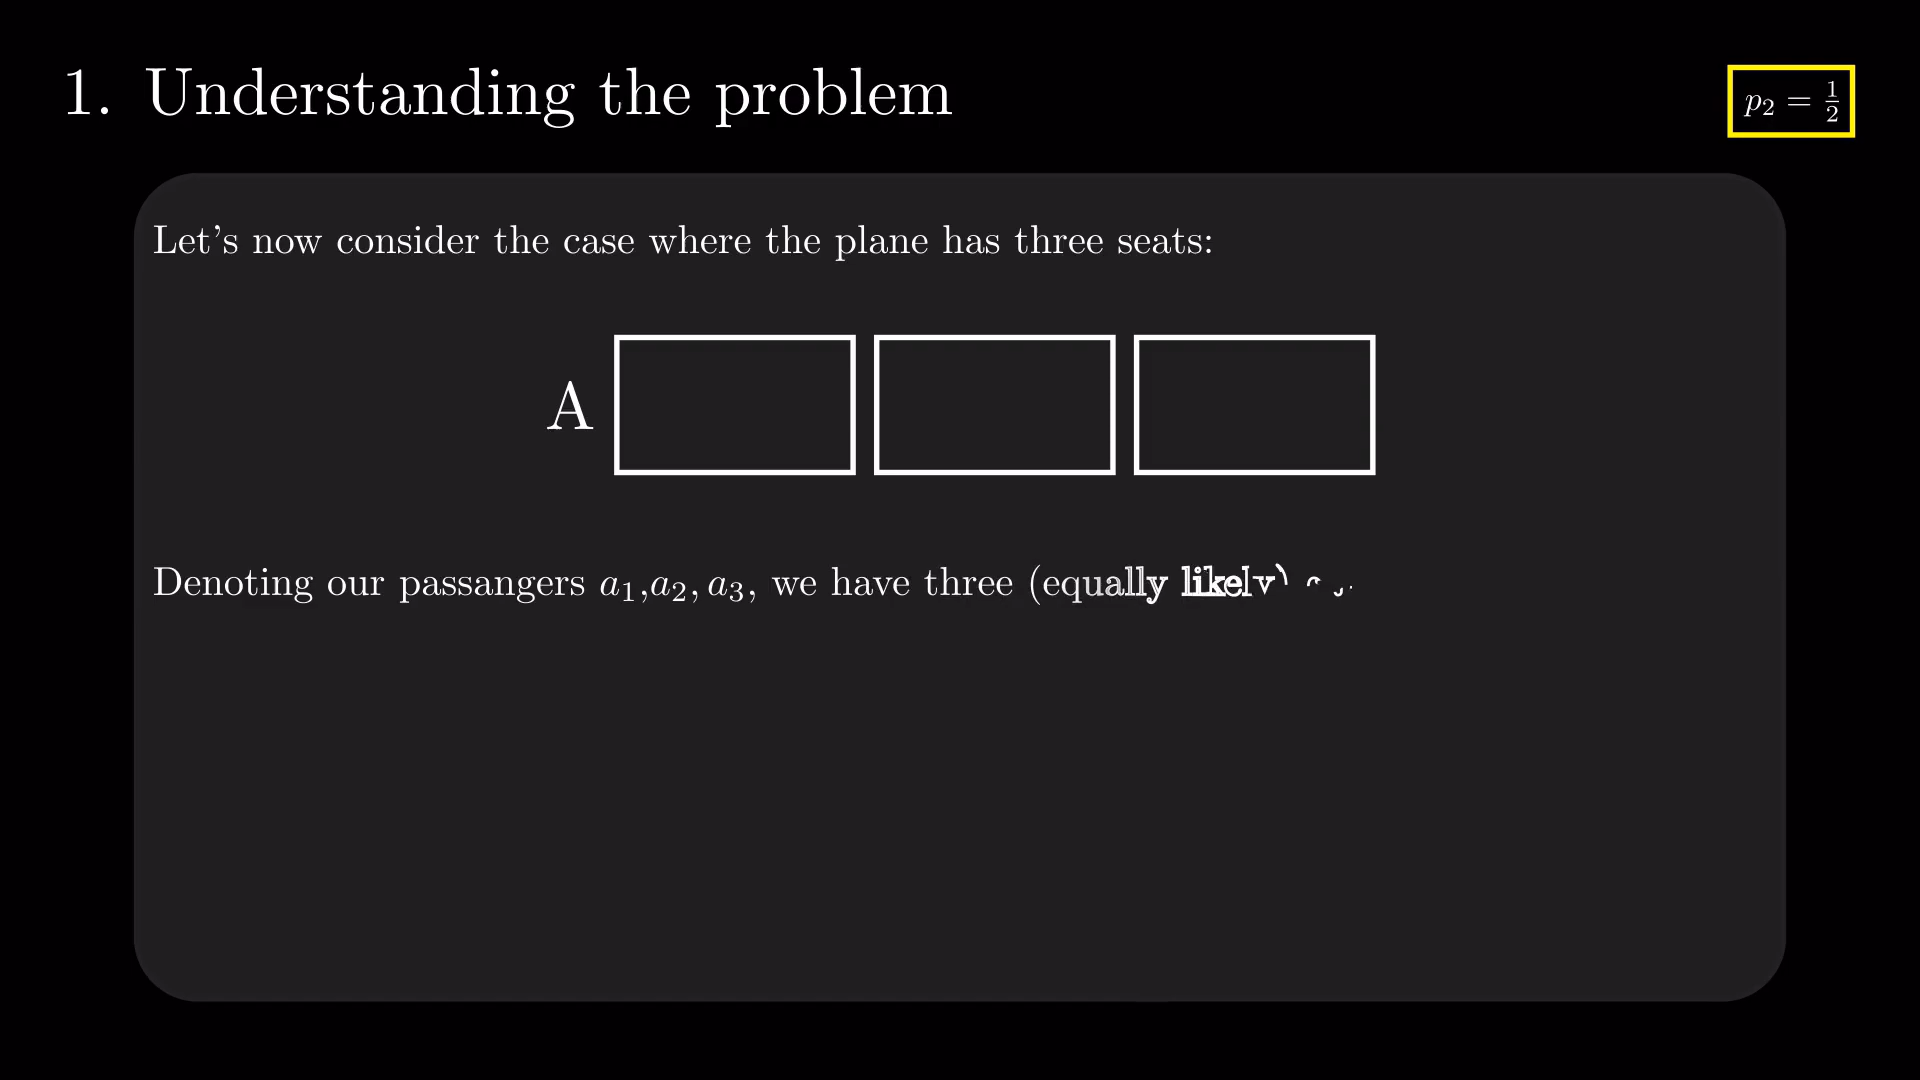 1. Understanding the problem
p₂ = 1/2
Let's now consider the case where the plane has three seats:
A
Denoting our passangers a₁,a₂, a₃, we have three (equally likely)